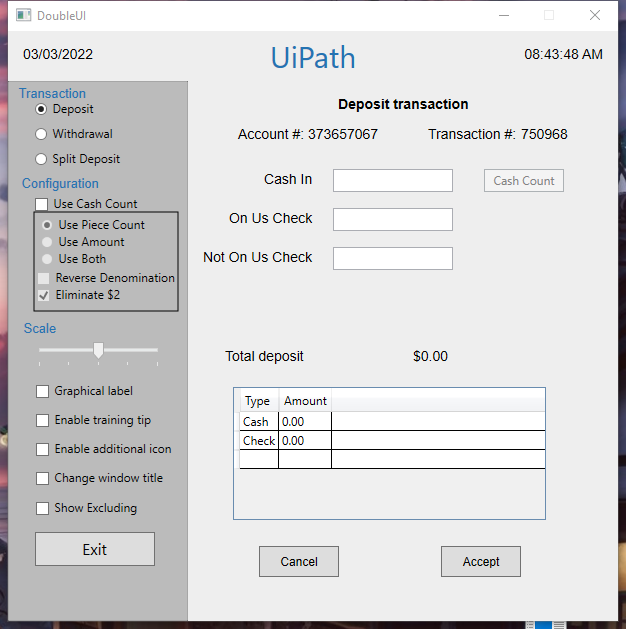 DoubleUI
03/03/2022
UiPath
08:43:48 AM
Transaction
Deposit
Withdrawal
Split Deposit
Configuration
Use Cash Count
Use Piece Count
Use Amount
Use Both
Reverse Denomination
Eliminate $2
Scale
Graphical label
Enable training tip
Enable additional icon
Change window title
Show Excluding
Exit
Deposit transaction
Account #: 373657067 Transaction #: 750968
Cash In Cash Count
On Us Check
Not On Us Check
Total deposit $0.00
Type Amount
Cash 0.00
Check 0.00
Cancel Accept